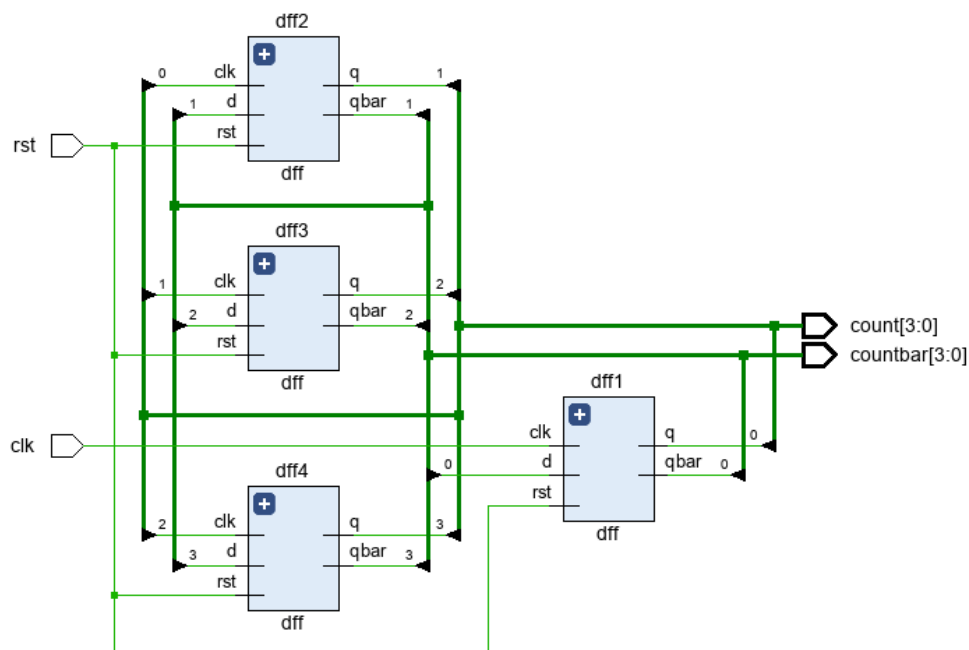 dff2
0 clk q 1
1 d qbar 1
rst
rst
dff
dff3
1 clk q 2
2 d qbar 2
rst
dff
count[3:0]
countbar[3:0]
dff1
clk
clk q 0
0 d qbar 0
rst
dff
dff4
2 clk q 3
3 d qbar 3
rst
dff